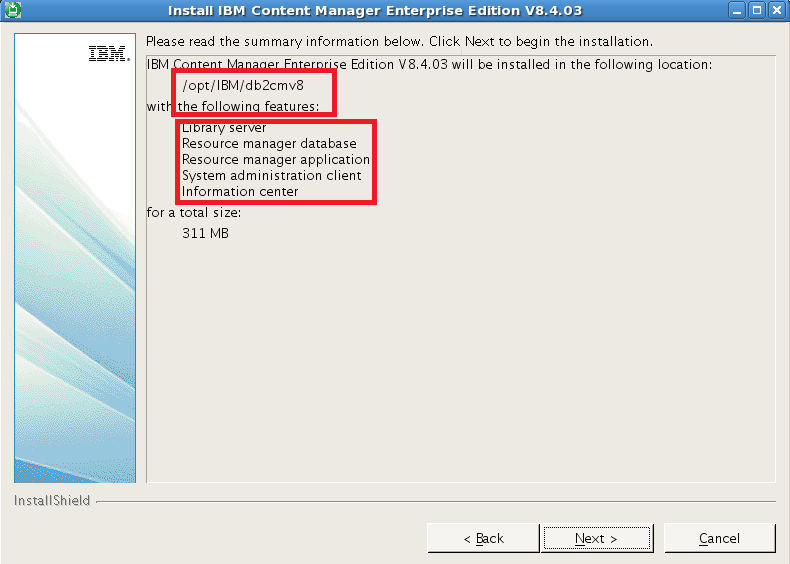 Install IBM Content Manager Enterprise Edition V8.4.03
IBM.
Please read the summary information below. Click Next to begin the installation.
IBM Content Manager Enterprise Edition V8.4.03 will be installed in the following location:
/opt/IBM/db2cmv8
with the following features:
Library server
Resource manager database
Resource manager application
System administration client
Information center
for a total size:
311 MB
InstallShield
< Back
Next >
Cancel